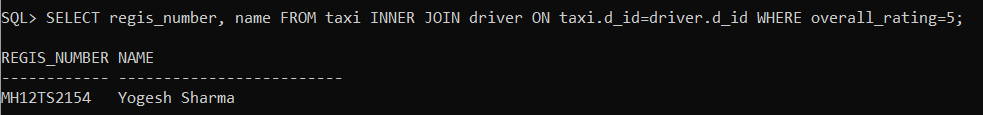 SQL> SELECT regis_number, name FROM taxi INNER JOIN driver ON taxi.d_id=driver.d_id WHERE overall_rating=5;
REGIS_NUMBER NAME
------------ -------------------------
MH12TS2154   Yogesh Sharma